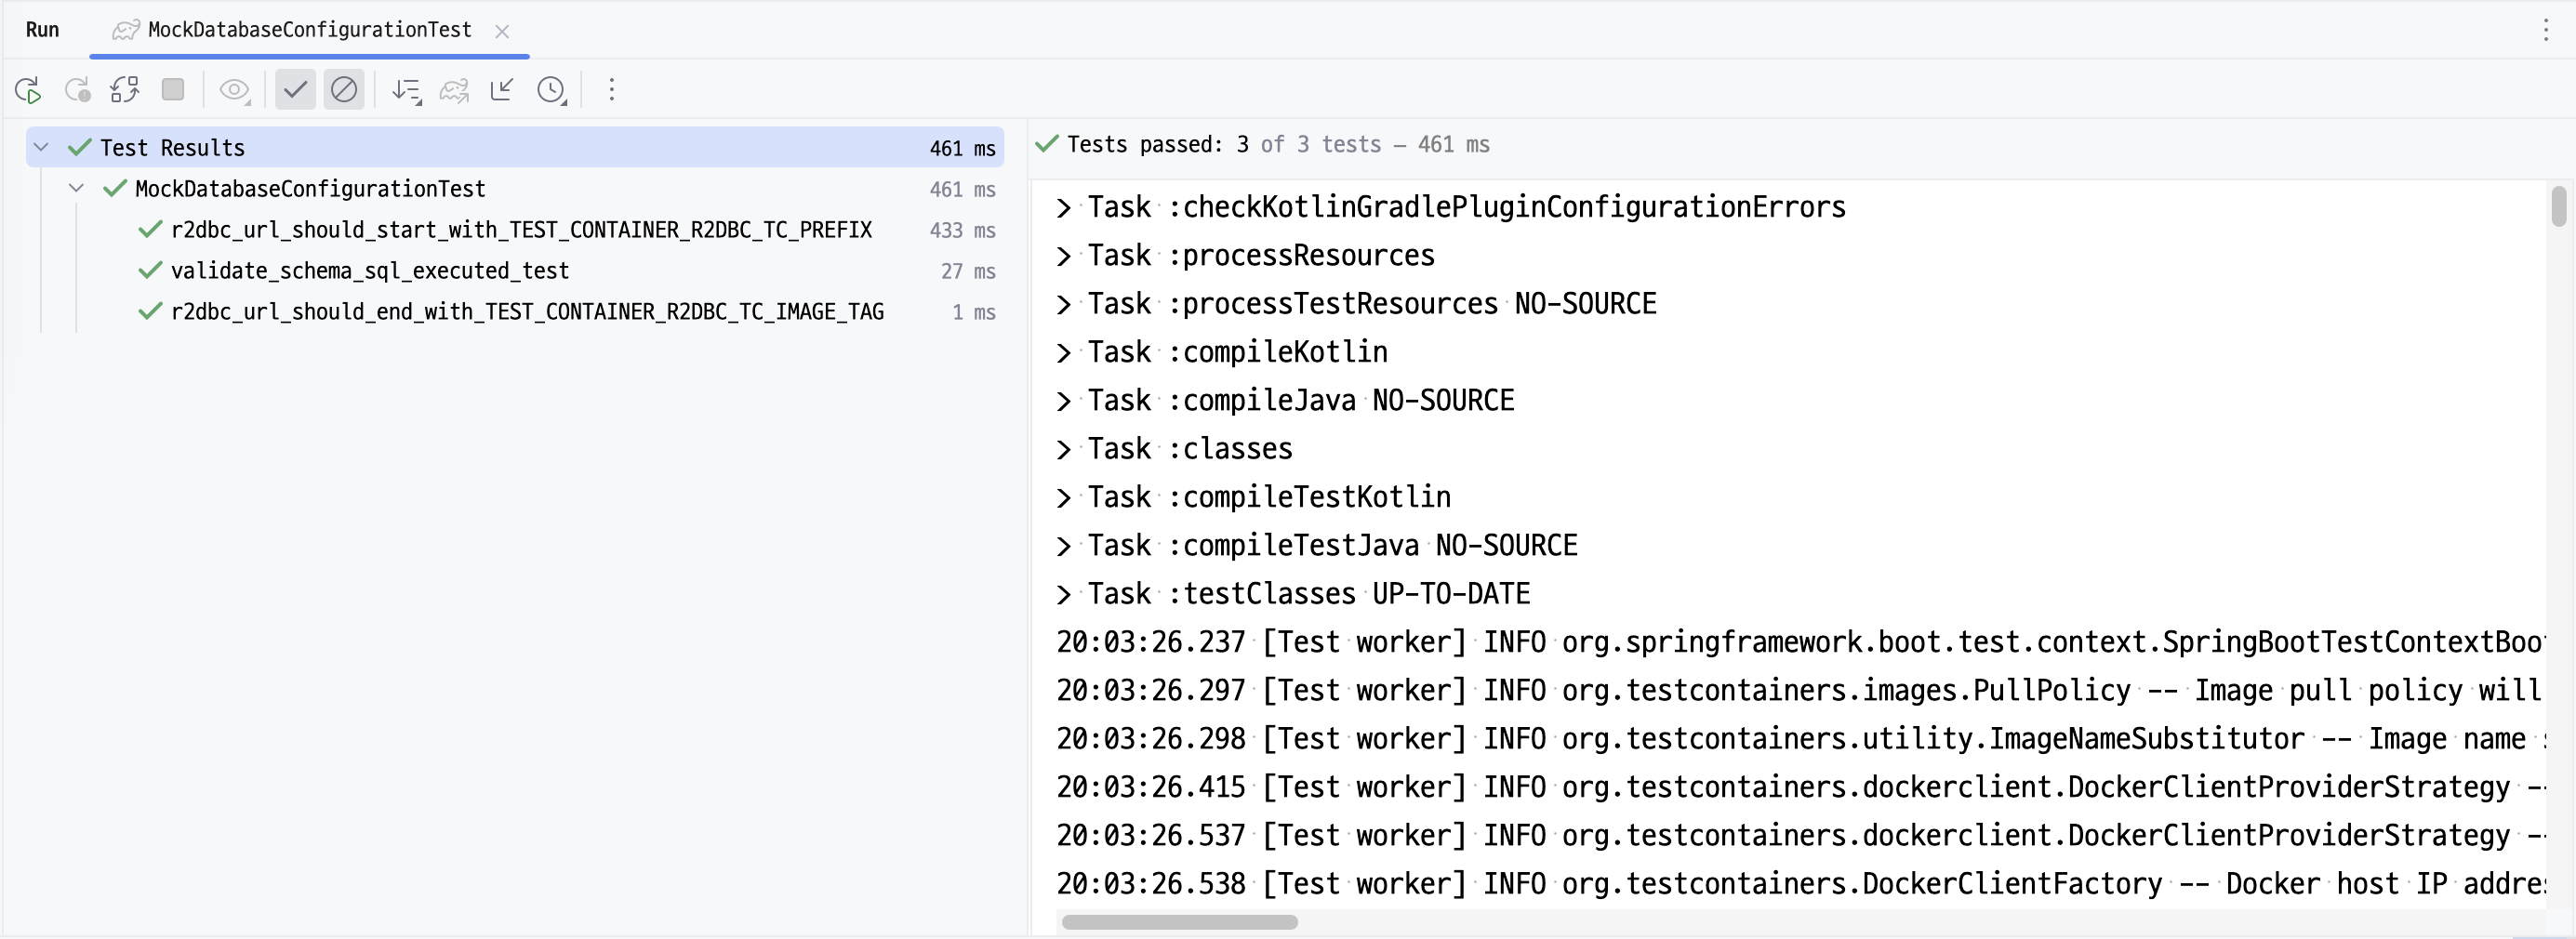 Run MockDatabaseConfigurationTest
Test Results 461 ms
MockDatabaseConfigurationTest 461 ms
r2dbc_url_should_start_with_TEST_CONTAINER_R2DBC_TC_PREFIX 433 ms
validate_schema_sql_executed_test 27 ms
r2dbc_url_should_end_with_TEST_CONTAINER_R2DBC_TC_IMAGE_TAG 1 ms
Tests passed: 3 of 3 tests – 461 ms
> Task :checkKotlinGradlePluginConfigurationErrors
> Task :processResources
> Task :processTestResources NO-SOURCE
> Task :compileKotlin
> Task :compileJava NO-SOURCE
> Task :classes
> Task :compileTestKotlin
> Task :compileTestJava NO-SOURCE
> Task :testClasses UP-TO-DATE
20:03:26.237 [Test worker] INFO org.springframework.boot.test.context.SpringBootTestContextBoo
20:03:26.297 [Test worker] INFO org.testcontainers.images.PullPolicy -- Image pull policy will
20:03:26.298 [Test worker] INFO org.testcontainers.utility.ImageNameSubstitutor -- Image name
20:03:26.415 [Test worker] INFO org.testcontainers.dockerclient.DockerClientProviderStrategy --
20:03:26.537 [Test worker] INFO org.testcontainers.dockerclient.DockerClientProviderStrategy --
20:03:26.538 [Test worker] INFO org.testcontainers.DockerClientFactory -- Docker host IP addre